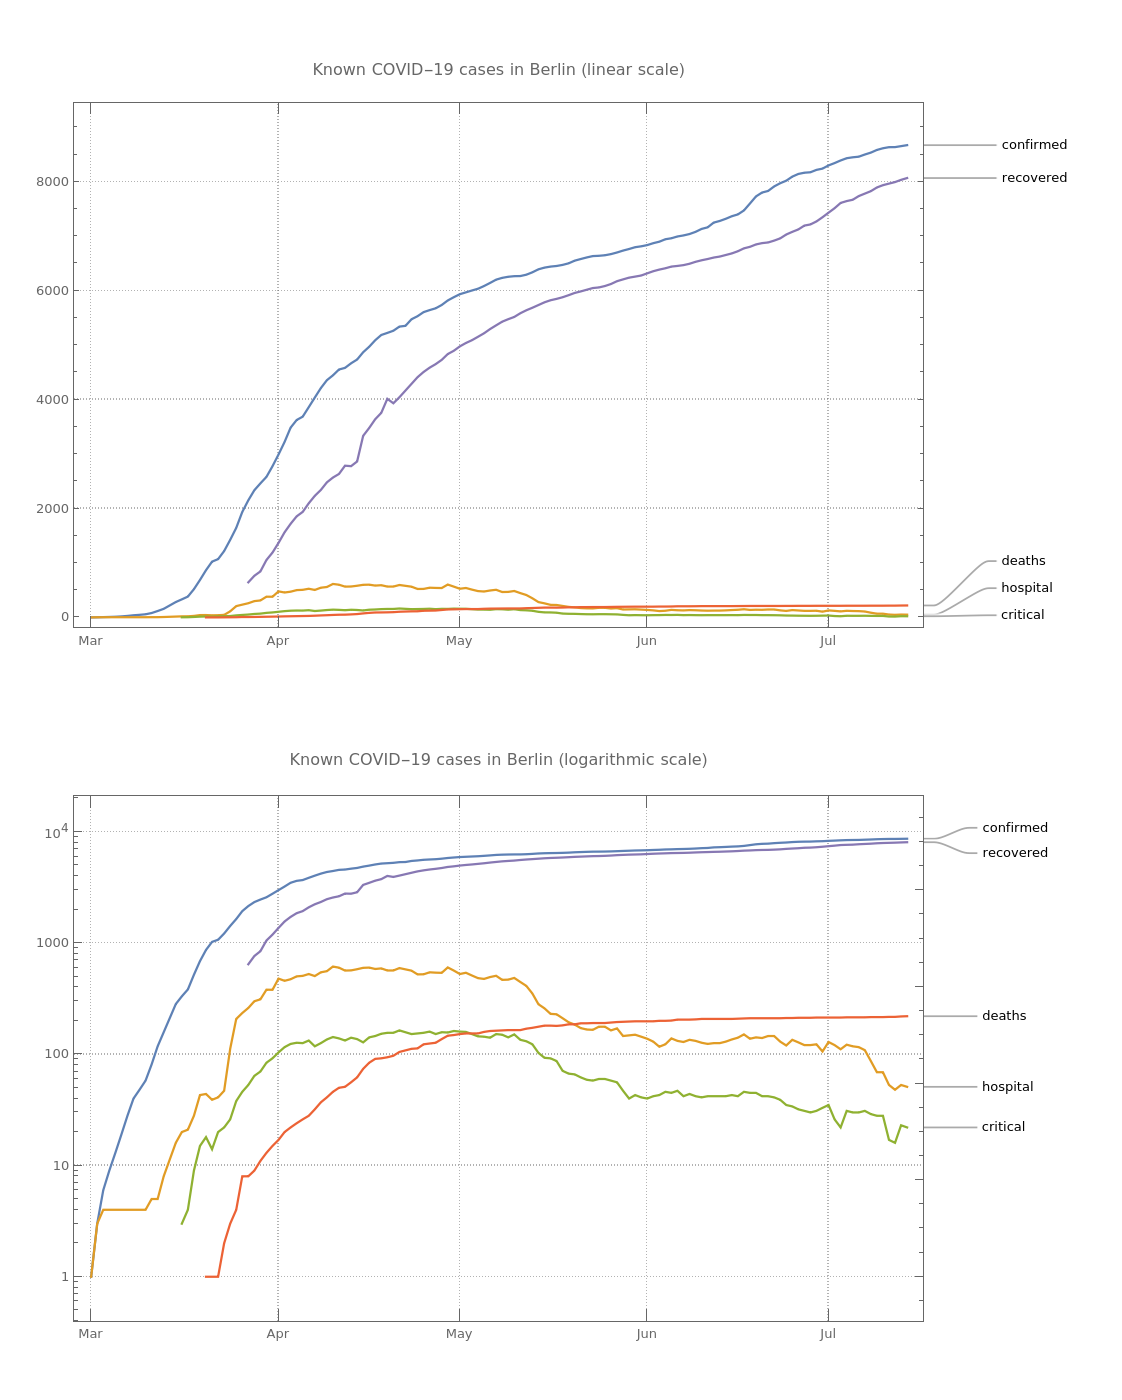 Known COVID–19 cases in Berlin (linear scale)
confirmed
8000
recovered
6000
4000
2000
deaths
hospital
0
critical
Mar Apr May Jun Jul
Known COVID–19 cases in Berlin (logarithmic scale)
10^4
confirmed
recovered
1000
deaths
100
hospital
critical
10
1
Mar Apr May Jun Jul